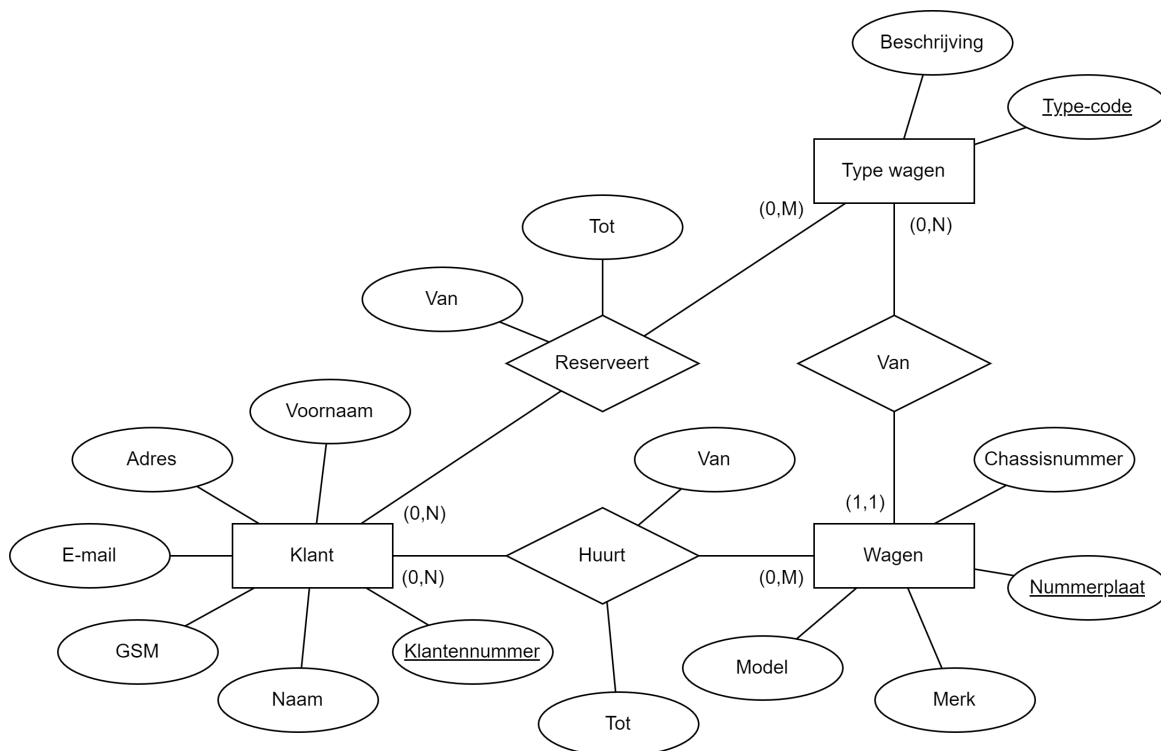 Beschrijving
Type-code
Type wagen
(0,M)
(0,N)
Tot
Van
Reserveert
Van
Voornaam
Adres
Van
Chassisnummer
(0,N)
(1,1)
E-mail
Klant
Huurt
Wagen
(0,N)
(0,M)
Nummerplaat
GSM
Klantennummer
Model
Naam
Merk
Tot